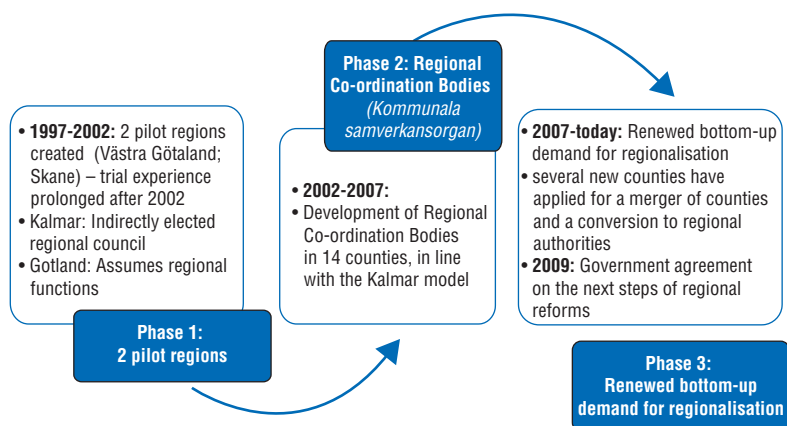 • 1997-2002: 2 pilot regions
created (Västra Götaland;
Skane) – trial experience
prolonged after 2002
• Kalmar: Indirectly elected
regional council
• Gotland: Assumes regional
functions
Phase 1:
2 pilot regions
Phase 2: Regional
Co-ordination Bodies
(Kommunala
samverkansorgan)
• 2002-2007:
• Development of Regional
Co-ordination Bodies
in 14 counties, in line
with the Kalmar model
• 2007-today: Renewed bottom-up
demand for regionalisation
• several new counties have
applied for a merger of counties
and a conversion to regional
authorities
• 2009: Government agreement
on the next steps of regional
reforms
Phase 3:
Renewed bottom-up
demand for regionalisation